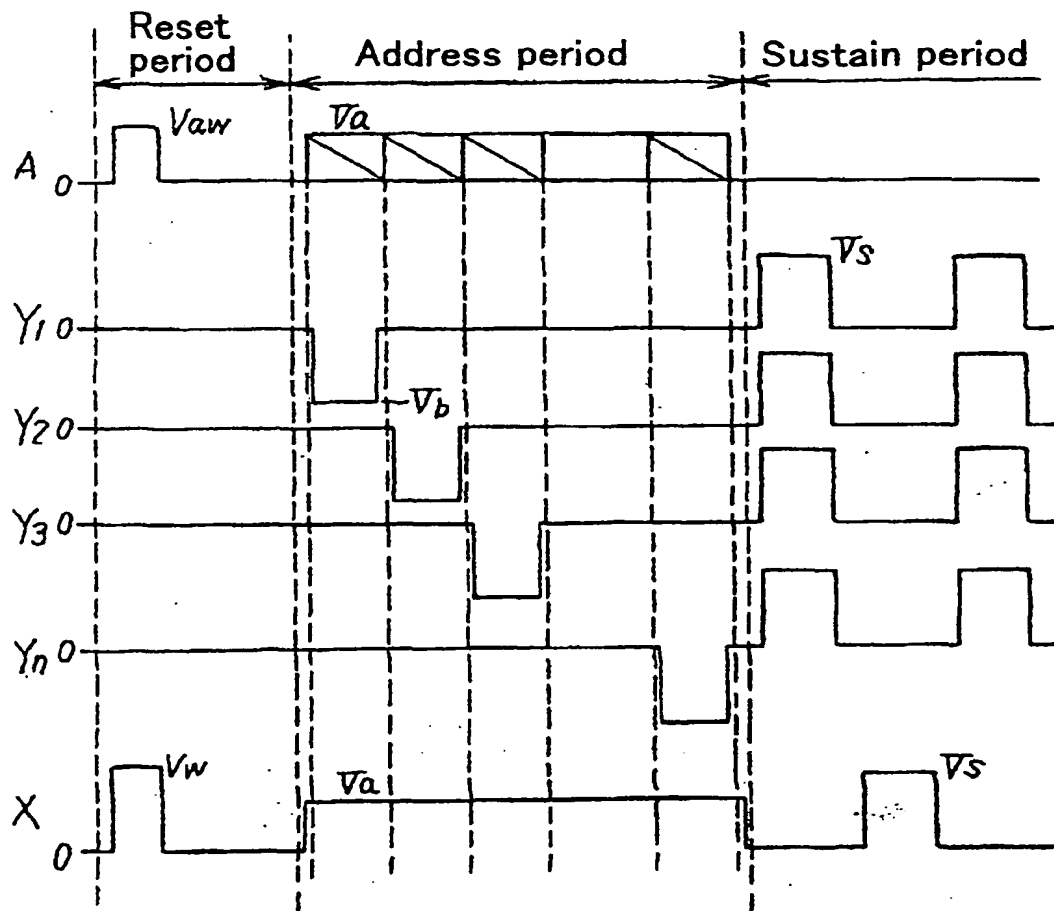 Reset period
Address period
Sustain period
A 0
Vaw
Va
Y1 0
Vs
Vb
Y2 0
Y3 0
Yn 0
X 0
Vw
Va
Vs